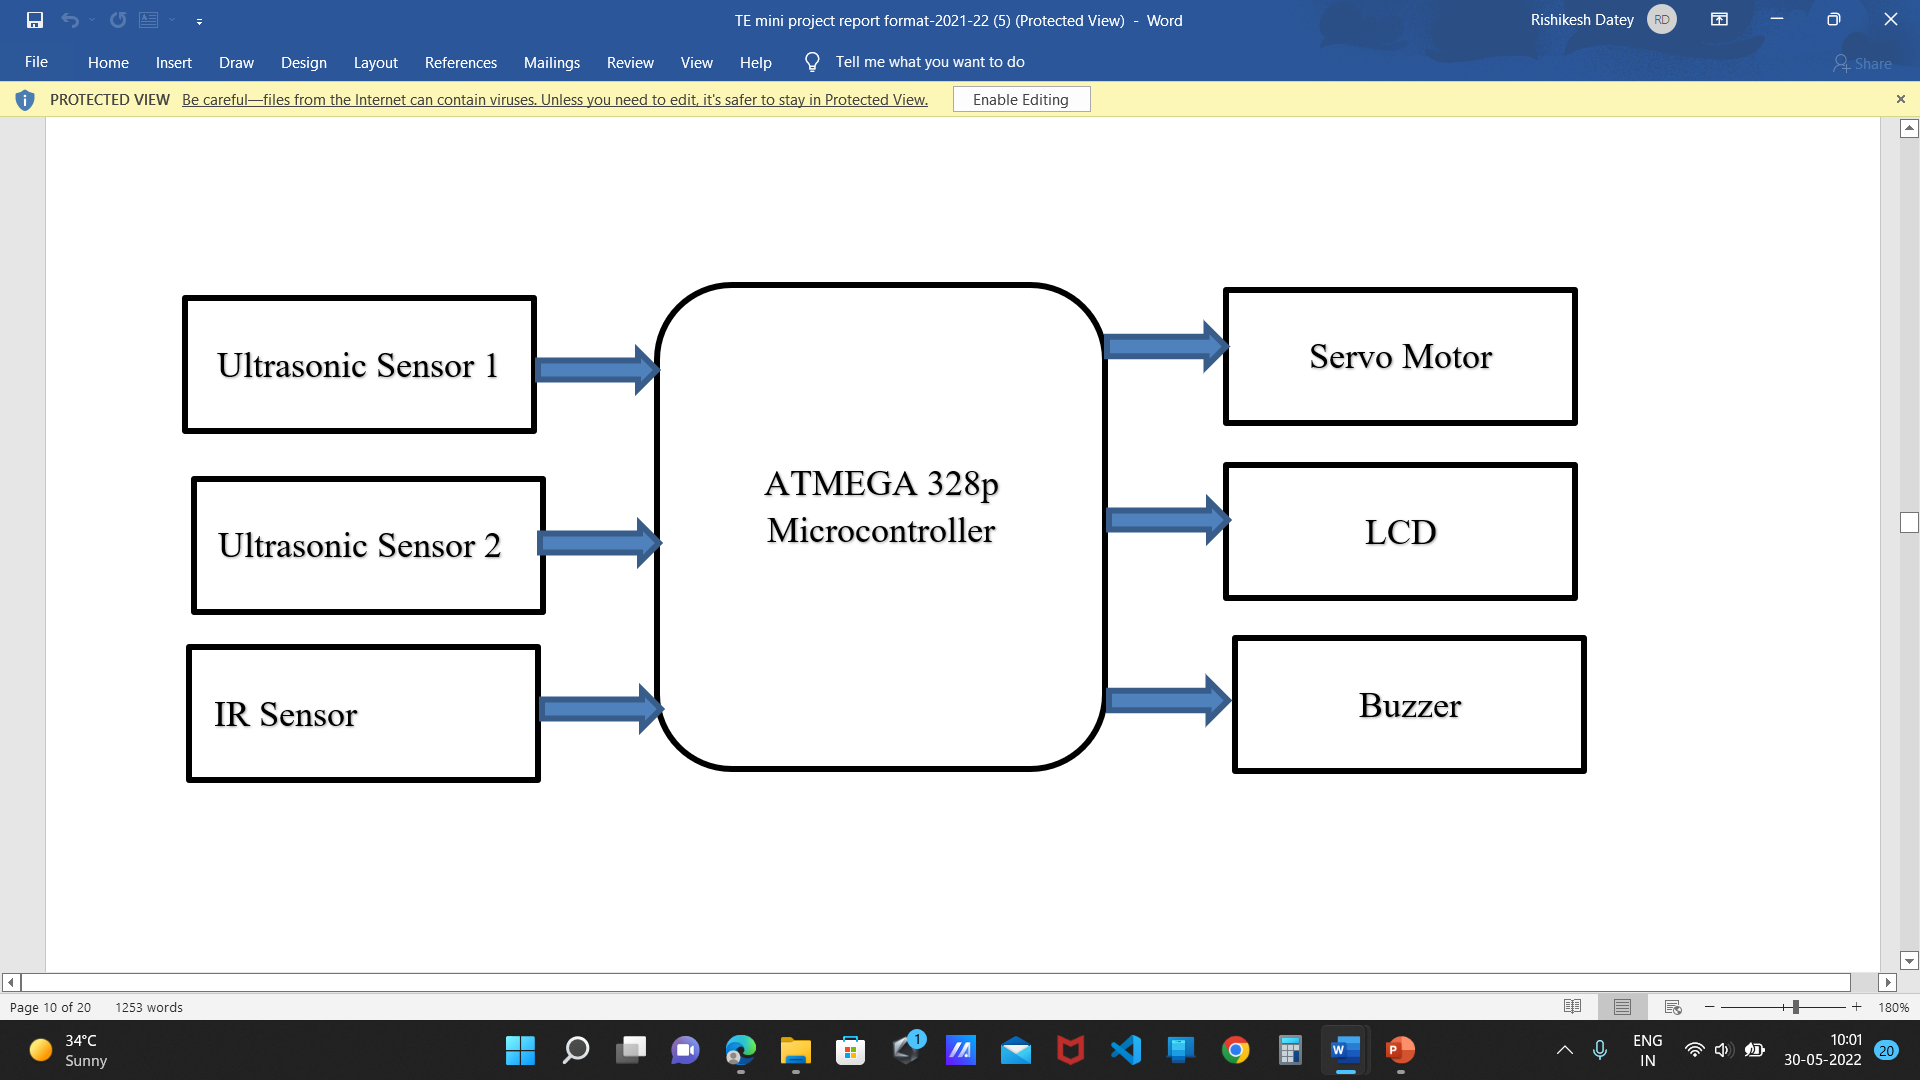 TE mini project report format-2021-22 (5) (Protected View) - Word
Rishikesh Datey
RD
File
Home
Insert
Draw
Design
Layout
References
Mailings
Review
View
Help
Tell me what you want to do
Share
PROTECTED VIEW
Be careful—files from the Internet can contain viruses. Unless you need to edit, it's safer to stay in Protected View.
Enable Editing
Ultrasonic Sensor 1
Ultrasonic Sensor 2
IR Sensor
ATMEGA 328p
Microcontroller
Servo Motor
LCD
Buzzer
Page 10 of 20
1253 words
180%
34°C
Sunny
1
W
P
ENG
IN
10:01
30-05-2022
20